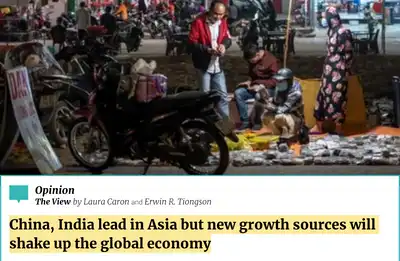 Opinion
The View by Laura Caron and Erwin R. Tiongson
China, India lead in Asia but new growth sources will
shake up the global economy